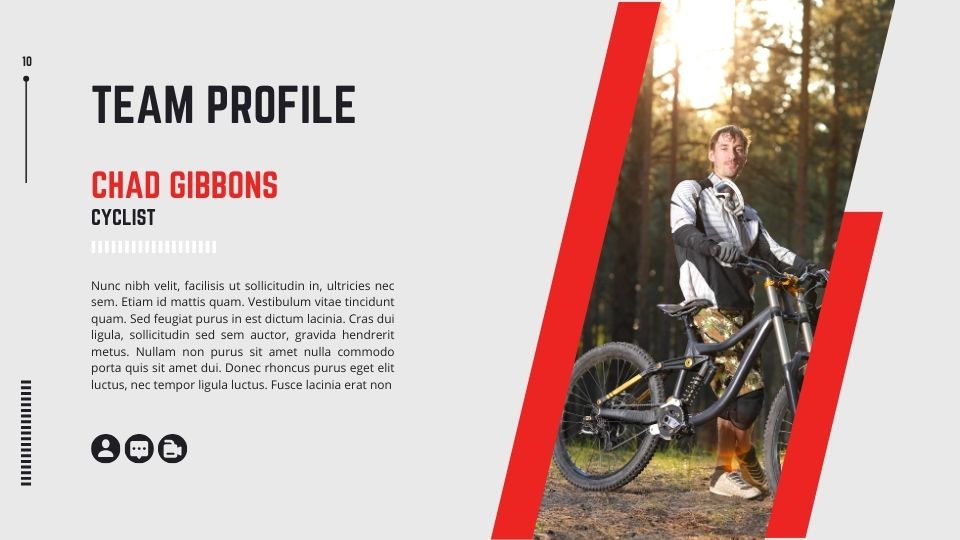 10
TEAM PROFILE
CHAD GIBBONS
CYCLIST
Nunc nibh velit, facilisis ut sollicitudin in, ultricies nec
sem. Etiam id mattis quam. Vestibulum vitae tincidunt
quam. Sed feugiat purus in est dictum lacinia. Cras dui
ligula, sollicitudin sed sem auctor, gravida hendrerit
metus. Nullam non purus sit amet nulla commodo
porta quis sit amet dui. Donec rhoncus purus eget elit
luctus, nec tempor ligula luctus. Fusce lacinia erat non